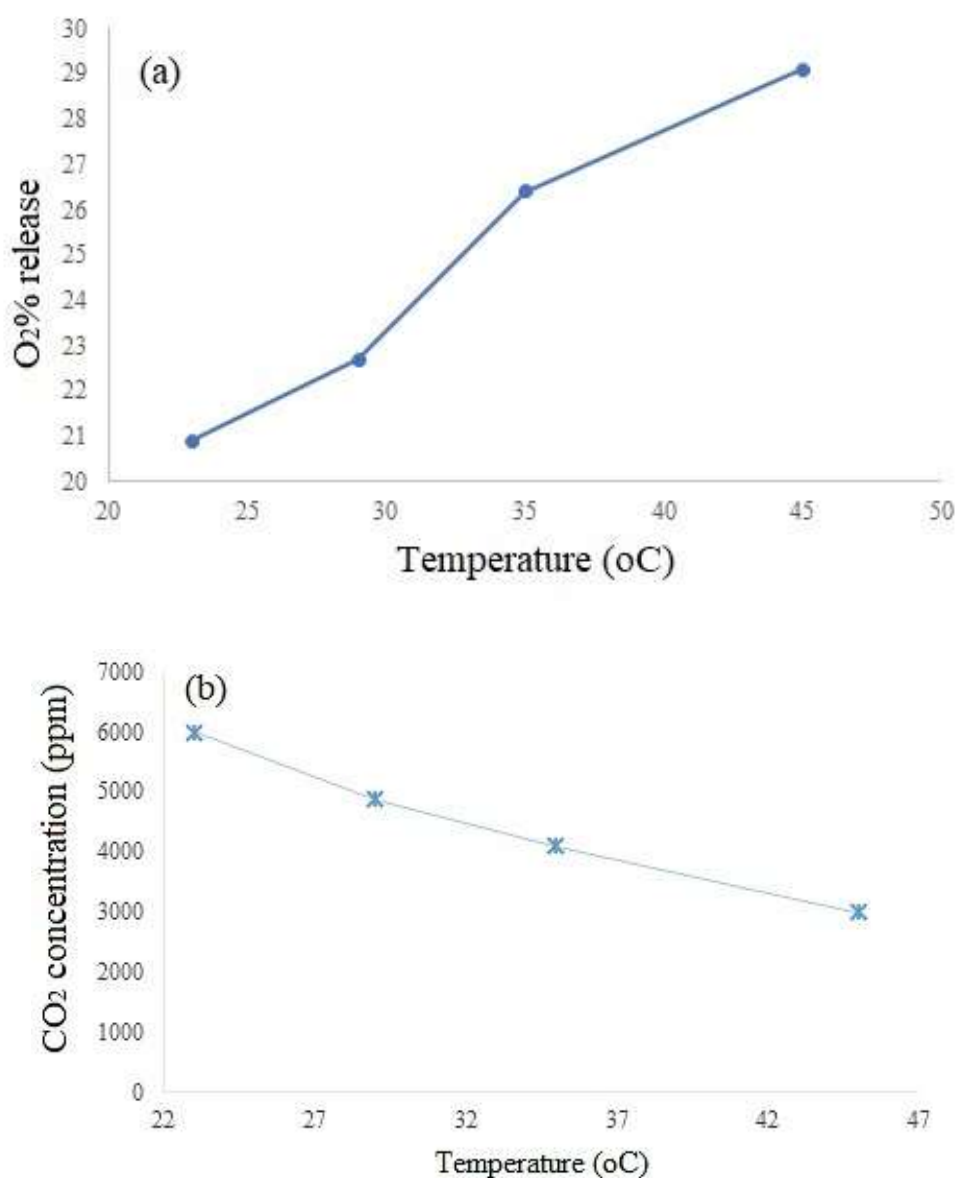 30
29
28
27
26
25
24
23
22
21
20
(a)
O2% release
20 25 30 35 40 45 50
Temperature (oC)
7000
6000
5000
4000
3000
2000
1000
0
(b)
CO2 concentration (ppm)
22 27 32 37 42 47
Temperature (oC)